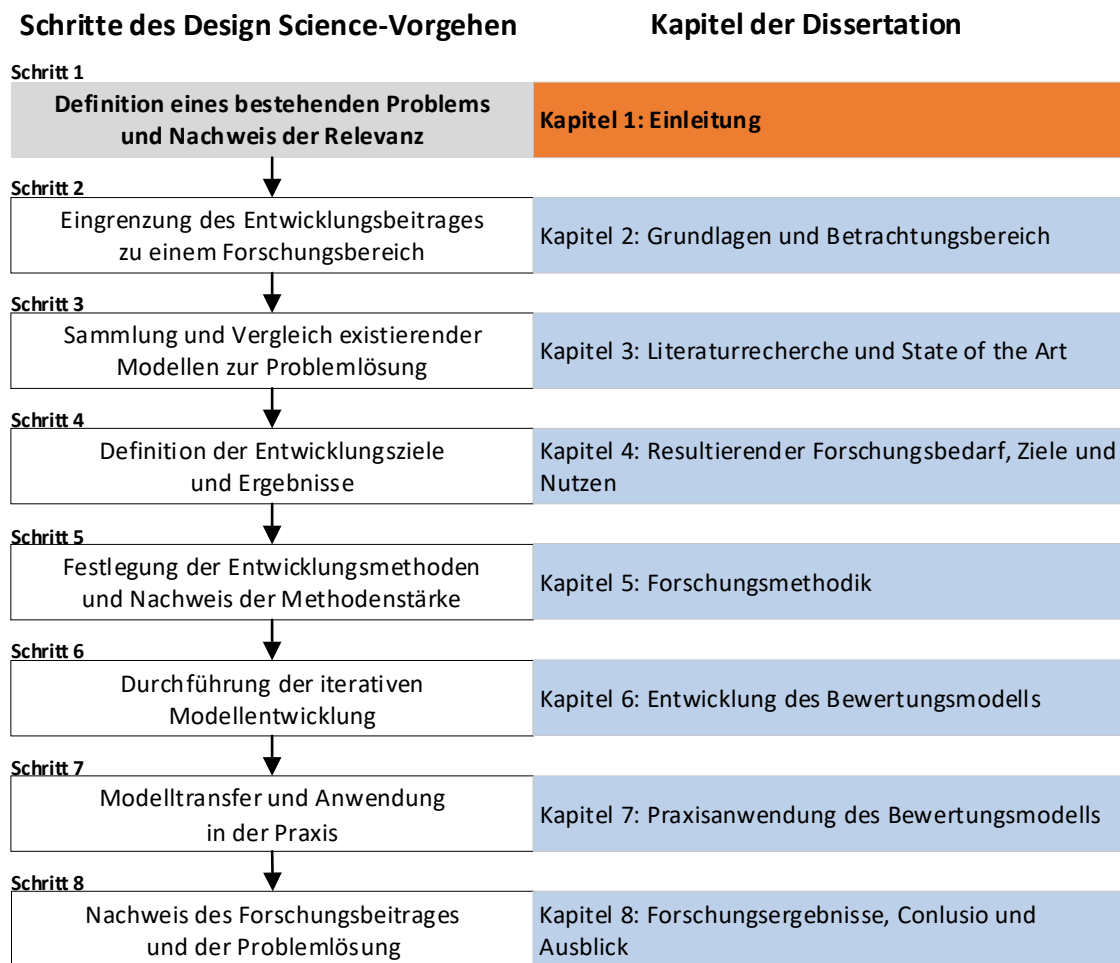 Schritte des Design Science-Vorgehen
Kapitel der Dissertation
Schritt 1
Definition eines bestehenden Problems
und Nachweis der Relevanz
Kapitel 1: Einleitung
Schritt 2
Eingrenzung des Entwicklungsbeitrages
zu einem Forschungsbereich
Kapitel 2: Grundlagen und Betrachtungsbereich
Schritt 3
Sammlung und Vergleich existierender
Modellen zur Problemlösung
Kapitel 3: Literaturrecherche und State of the Art
Schritt 4
Definition der Entwicklungsziele
und Ergebnisse
Kapitel 4: Resultierender Forschungsbedarf, Ziele und
Nutzen
Schritt 5
Festlegung der Entwicklungsmethoden
und Nachweis der Methodenstärke
Kapitel 5: Forschungsmethodik
Schritt 6
Durchführung der iterativen
Modellentwicklung
Kapitel 6: Entwicklung des Bewertungsmodells
Schritt 7
Modelltransfer und Anwendung
in der Praxis
Kapitel 7: Praxisanwendung des Bewertungsmodells
Schritt 8
Nachweis des Forschungsbeitrages
und der Problemlösung
Kapitel 8: Forschungsergebnisse, Conlusio und
Ausblick